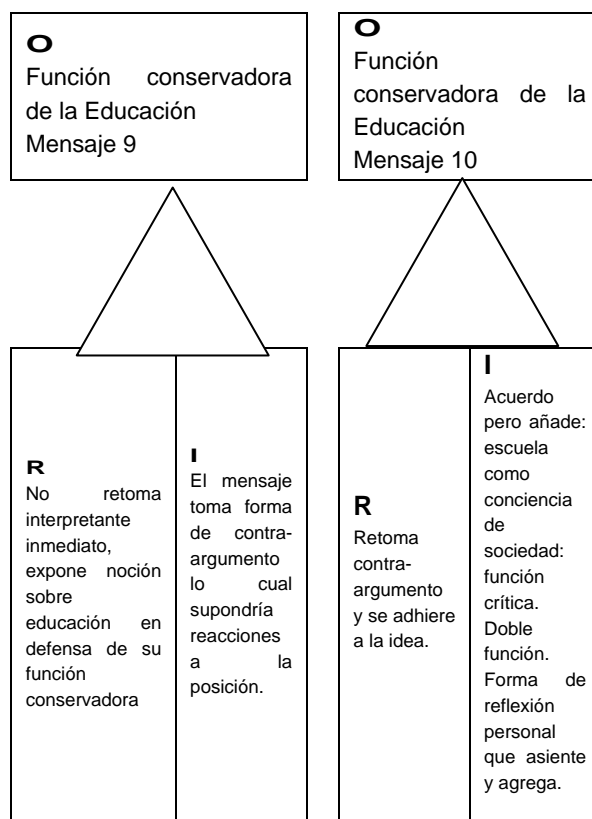 O
Función conservadora
de la Educación
Mensaje 9
O
Función
conservadora de la
Educación
Mensaje 10
R
No retoma
interpretante
inmediato,
expone noción
sobre
educación en
defensa de su
función
conservadora
I
El mensaje
toma forma
de contra-
argumento
lo cual
supondría
reacciones
a la
posición.
R
Retoma
contra-
argumento
y se adhiere
a la idea.
I
Acuerdo
pero añade:
escuela
como
conciencia
de
sociedad:
función
crítica.
Doble
función.
Forma de
reflexión
personal
que asiente
y agrega.